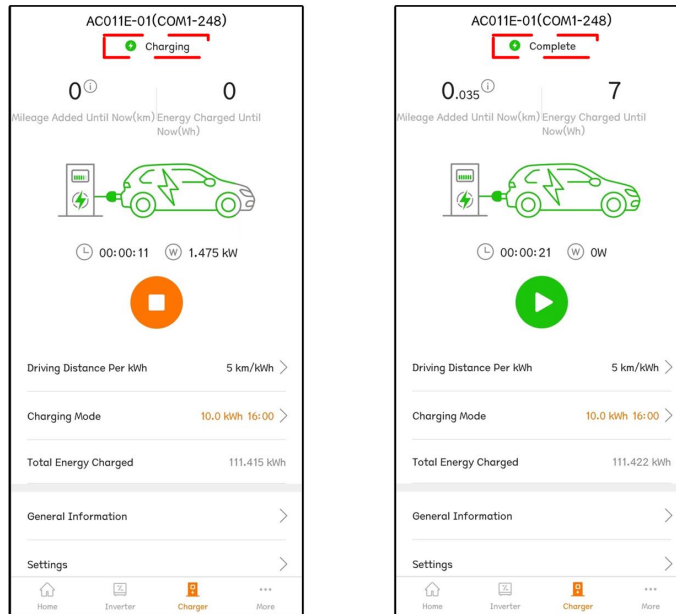 AC011E-01(COM1-248)
Charging
0 i 0
Mileage Added Until Now(km) Energy Charged Until
Now(Wh)
00:00:11 W 1.475 kW
Driving Distance Per kWh 5 km/kWh >
Charging Mode 10.0 kWh 16:00 >
Total Energy Charged 111.415 kWh
General Information >
Settings >
Home Inverter Charger More
AC011E-01(COM1-248)
Complete
0.035 i 7
Mileage Added Until Now(km) Energy Charged Until
Now(Wh)
00:00:21 W 0W
Driving Distance Per kWh 5 km/kWh >
Charging Mode 10.0 kWh 16:00 >
Total Energy Charged 111.422 kWh
General Information >
Settings >
Home Inverter Charger More